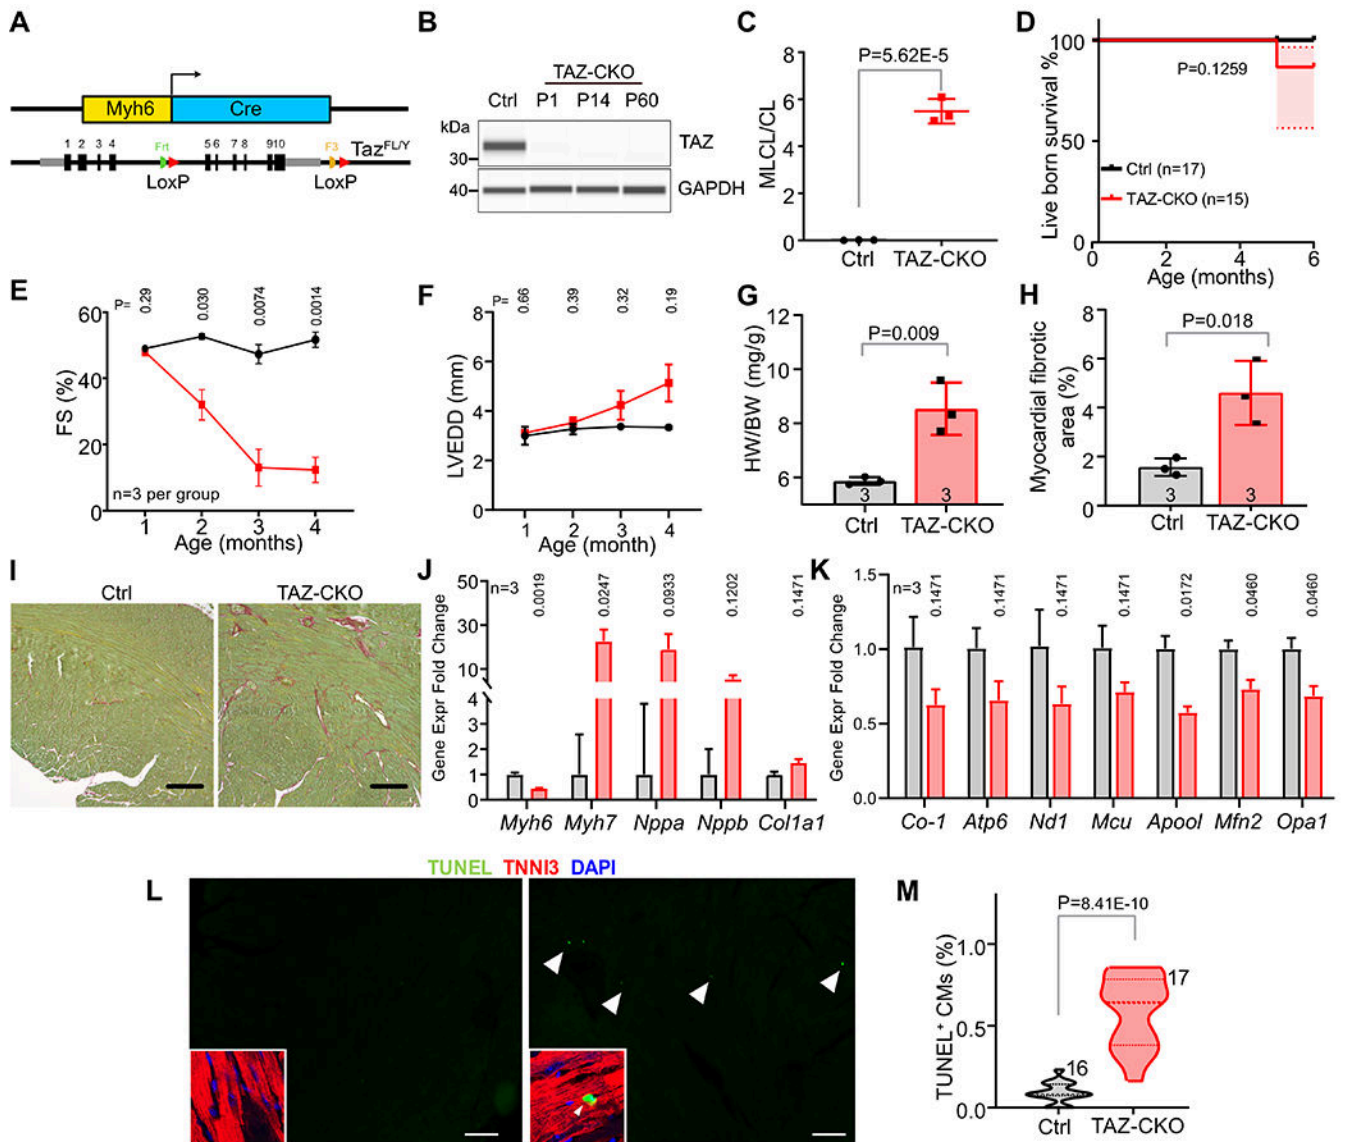 A
Myh6
Cre
1 2 3 4 5 6 7 8 9 10
Frt
F3
Taz^FL/Y
LoxP
LoxP
B
TAZ-CKO
Ctrl P1 P14 P60
kDa
30
TAZ
40
GAPDH
C
P=5.62E-5
MLCL/CL
8
6
4
2
0
Ctrl TAZ-CKO
D
Live born survival %
100
50
0
P=0.1259
Ctrl (n=17)
TAZ-CKO (n=15)
0 2 4 6
Age (months)
E
P= 0.29 0.030 0.0074 0.0014
FS (%)
60
40
20
0
n=3 per group
1 2 3 4
Age (months)
F
P= 0.66 0.39 0.32 0.19
LVEDD (mm)
8
6
4
2
0
1 2 3 4
Age (month)
G
P=0.009
HW/BW (mg/g)
12
10
8
6
3 3
Ctrl TAZ-CKO
H
P=0.018
Myocardial fibrotic
area (%)
8
6
4
2
0
3 3
Ctrl TAZ-CKO
I
Ctrl TAZ-CKO
J
n=3
0.0019 0.0247 0.0933 0.1202 0.1471
Gene Expr Fold Change
50
30
10
4
3
2
1
0
Myh6 Myh7 Nppa Nppb Col1a1
K
n=3
0.1471 0.1471 0.1471 0.1471 0.0172 0.0460 0.0460
Gene Expr Fold Change
1.5
1.0
0.5
0.0
Co-1 Atp6 Nd1 Mcu Apool Mfn2 Opa1
TUNEL TNNI3 DAPI
L
M
P=8.41E-10
TUNEL⁺ CMs (%)
1.0
0.5
0.0
16
17
Ctrl TAZ-CKO